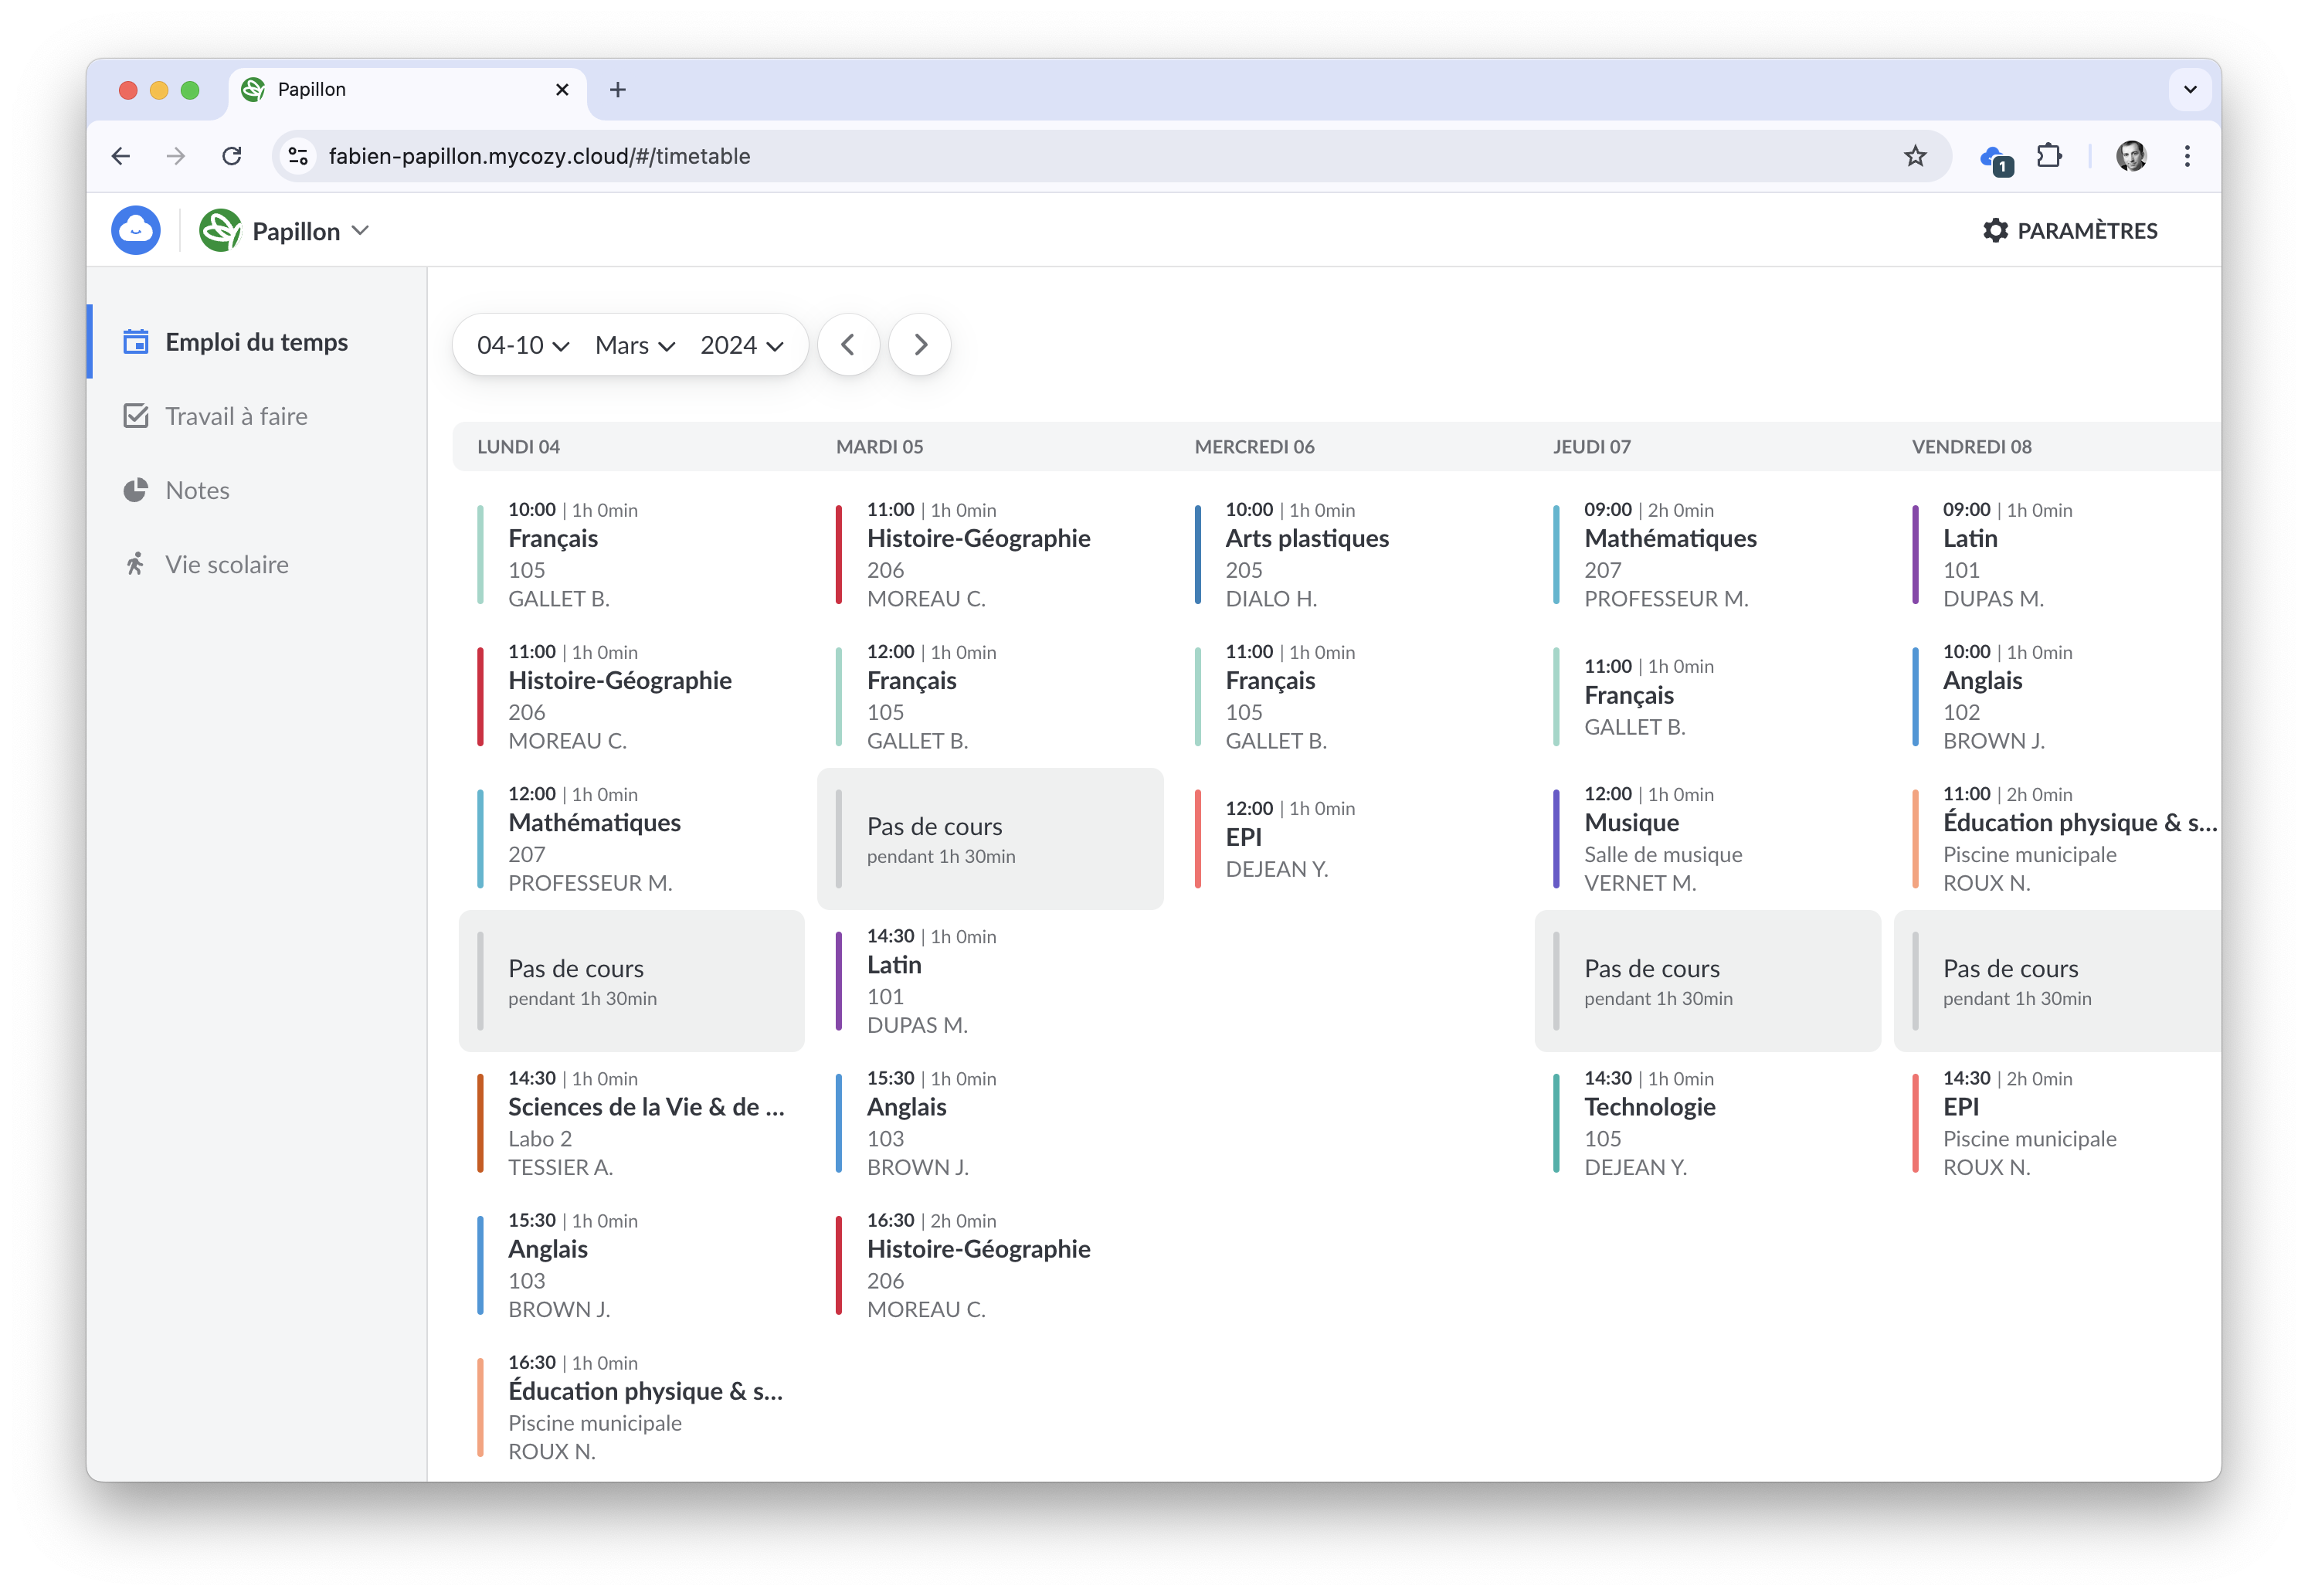 Papillon
fabien-papillon.mycozy.cloud/#/timetable
1
Papillon
PARAMÈTRES
Emploi du temps
Travail à faire
Notes
Vie scolaire
04-10 Mars 2024
LUNDI 04
10:00 | 1h 0min
Français
105
GALLET B.
11:00 | 1h 0min
Histoire-Géographie
206
MOREAU C.
12:00 | 1h 0min
Mathématiques
207
PROFESSEUR M.
Pas de cours
pendant 1h 30min
14:30 | 1h 0min
Sciences de la Vie & de ...
Labo 2
TESSIER A.
15:30 | 1h 0min
Anglais
103
BROWN J.
16:30 | 1h 0min
Éducation physique & s...
Piscine municipale
ROUX N.
MARDI 05
11:00 | 1h 0min
Histoire-Géographie
206
MOREAU C.
12:00 | 1h 0min
Français
105
GALLET B.
Pas de cours
pendant 1h 30min
14:30 | 1h 0min
Latin
101
DUPAS M.
15:30 | 1h 0min
Anglais
103
BROWN J.
16:30 | 2h 0min
Histoire-Géographie
206
MOREAU C.
MERCREDI 06
10:00 | 1h 0min
Arts plastiques
205
DIALO H.
11:00 | 1h 0min
Français
105
GALLET B.
12:00 | 1h 0min
EPI
DEJEAN Y.
JEUDI 07
09:00 | 2h 0min
Mathématiques
207
PROFESSEUR M.
11:00 | 1h 0min
Français
GALLET B.
12:00 | 1h 0min
Musique
Salle de musique
VERNET M.
Pas de cours
pendant 1h 30min
14:30 | 1h 0min
Technologie
105
DEJEAN Y.
VENDREDI 08
09:00 | 1h 0min
Latin
101
DUPAS M.
10:00 | 1h 0min
Anglais
102
BROWN J.
11:00 | 2h 0min
Éducation physique & s...
Piscine municipale
ROUX N.
Pas de cours
pendant 1h 30min
14:30 | 2h 0min
EPI
Piscine municipale
ROUX N.